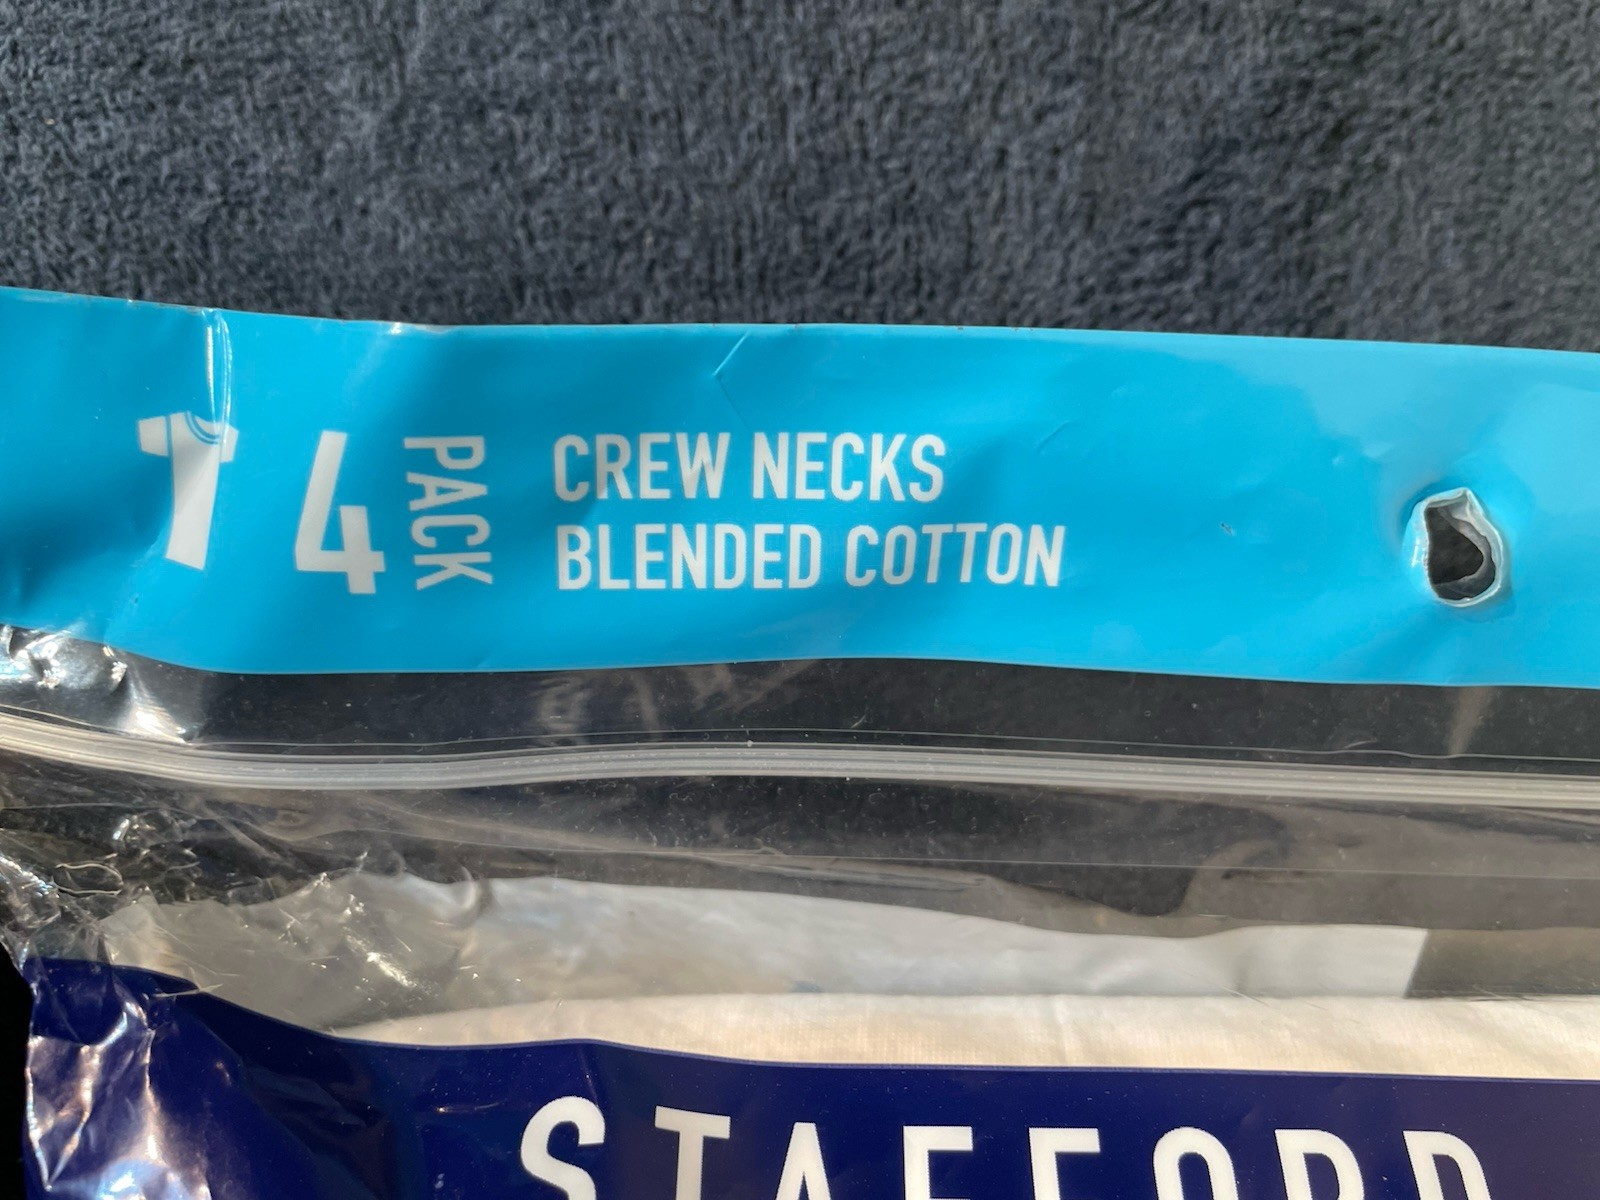 4 PACK
CREW NECKS
BLENDED COTTON
STAFFORD